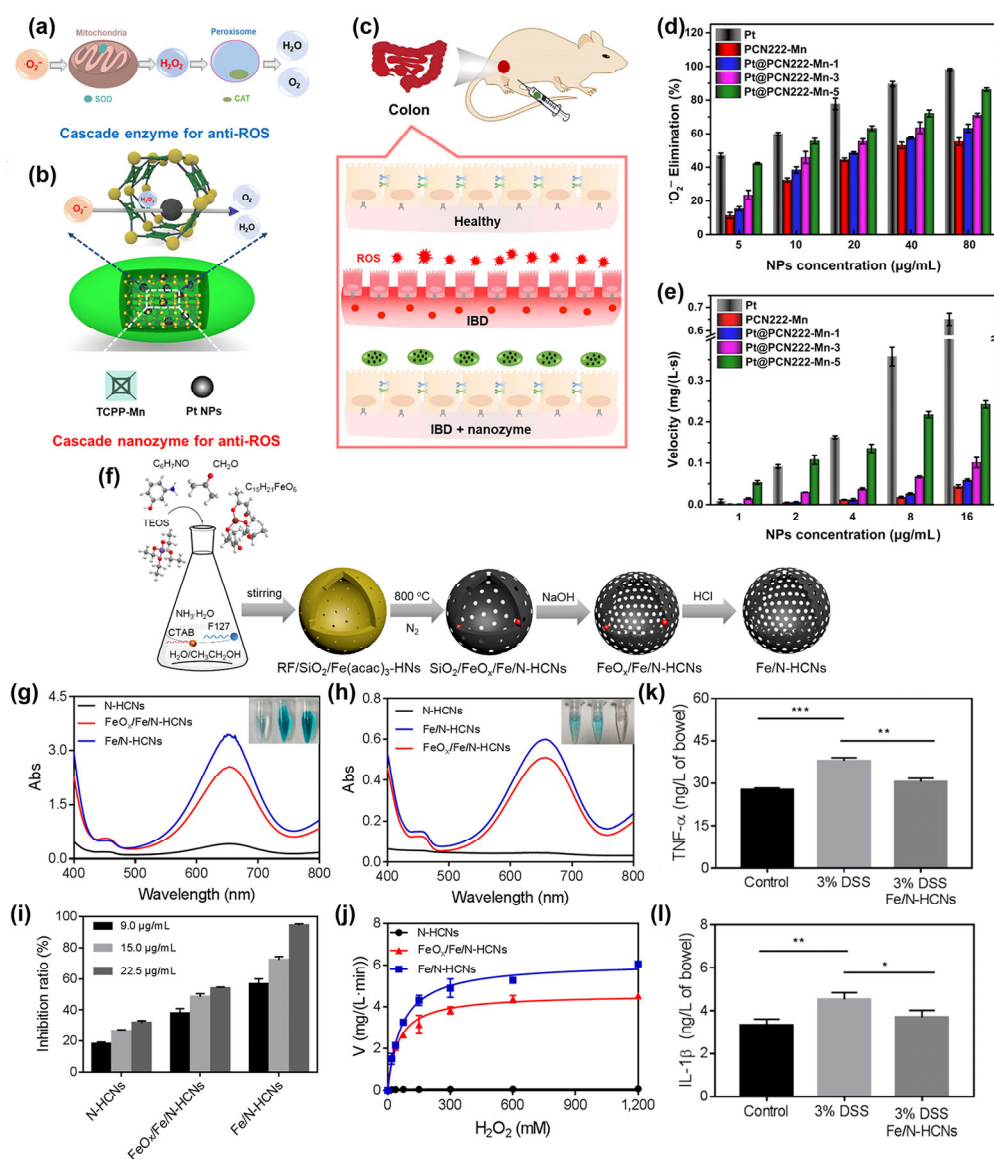 (a)
Mitochondria
Peroxisome
H₂O
·O₂⁻
H₂O₂
O₂
SOD
CAT
Cascade enzyme for anti-ROS
(b)
·O₂⁻
H₂O₂
O₂
H₂O
TCPP-Mn
Pt NPs
Cascade nanozyme for anti-ROS
(c)
Colon
Healthy
ROS
IBD
IBD + nanozyme
(d)
·O₂⁻ Elimination (%)
120
100
80
60
40
20
0
Pt
PCN222-Mn
Pt@PCN222-Mn-1
Pt@PCN222-Mn-3
Pt@PCN222-Mn-5
5 10 20 40 80
NPs concentration (μg/mL)
(e)
Velocity (mg/(L·s))
0.7
0.6
0.3
0.2
0.1
0.0
Pt
PCN222-Mn
Pt@PCN222-Mn-1
Pt@PCN222-Mn-3
Pt@PCN222-Mn-5
1 2 4 8 16
NPs concentration (μg/mL)
(f)
C₆H₇NO
CH₂O
C₁₅H₂₁FeO₆
TEOS
NH₃·H₂O
CTAB
F127
H₂O/CH₃CH₂OH
stirring
800 °C
N₂
NaOH
HCl
RF/SiO₂/Fe(acac)₃-HNs
SiO₂/FeOₓ/Fe/N-HCNs
FeOₓ/Fe/N-HCNs
Fe/N-HCNs
(g)
Abs
4.5
3.0
1.5
0.0
N-HCNs
FeOₓ/Fe/N-HCNs
Fe/N-HCNs
400 500 600 700 800
Wavelength (nm)
(h)
Abs
0.8
0.6
0.4
0.2
0.0
N-HCNs
Fe/N-HCNs
FeOₓ/Fe/N-HCNs
400 500 600 700 800
Wavelength (nm)
(k)
TNF-α (ng/L of bowel)
60
45
30
15
0
***
**
Control
3% DSS
3% DSS
Fe/N-HCNs
(i)
Inhibition ratio (%)
100
80
60
40
20
0
9.0 μg/mL
15.0 μg/mL
22.5 μg/mL
N-HCNs
FeOx/Fe/N-HCNs
Fe/N-HCNs
(j)
V (mg/(L·min))
8
6
4
2
0
N-HCNs
FeOₓ/Fe/N-HCNs
Fe/N-HCNs
0 300 600 900 1,200
H₂O₂ (mM)
(l)
IL-1β (ng/L of bowel)
8
6
4
2
0
**
*
Control
3% DSS
3% DSS
Fe/N-HCNs